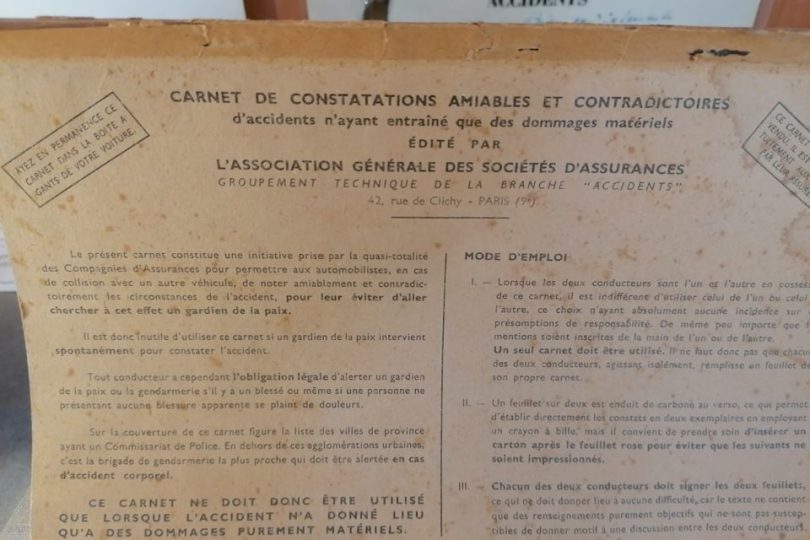 ACCIDENTS
CARNET DE CONSTATATIONS AMIABLES ET CONTRADICTOIRES
d'accidents n'ayant entraîné que des dommages matériels
ÉDITÉ PAR
L'ASSOCIATION GÉNÉRALE DES SOCIÉTÉS D'ASSURANCES
GROUPEMENT TECHNIQUE DE LA BRANCHE "ACCIDENTS"
42, rue de Clichy - PARIS (9e)
AYEZ EN PERMANENCE CE
CARNET DANS LA BOITE A
GANTS DE VOTRE VOITURE.
CE CARNET
VENDU, IL EST
Le présent carnet constitue une initiative prise par la quasi-totalité
des Compagnies d'Assurances pour permettre aux automobilistes, en cas
de collision avec un autre véhicule, de noter amiablement et contradic-
toirement les circonstances de l'accident, pour leur éviter d'aller
chercher à cet effet un gardien de la paix.
Il est donc inutile d'utiliser ce carnet si un gardien de la paix intervient
spontanément pour constater l'accident.
Tout conducteur a cependant l'obligation légale d'alerter un gardien
de la paix ou la gendarmerie s'il y a un blessé ou même si une personne ne
présentant aucune blessure apparente se plains de douleurs.
Sur la couverture de ce carnet figure la liste des villes de province
ayant un Commissariat de Police. En dehors de ces agglomérations urbaines,
c'est la brigade de gendarmerie la plus proche qui doit être alertée en cas
d'accident corporel.
CE CARNET NE DOIT DONC ÊTRE UTILISÉ
QUE LORSQUE L'ACCIDENT N'A DONNÉ LIEU
QU'A DES DOMMAGES PUREMENT MATÉRIELS.
MODE D'EMPLOI
I. — Lorsque les deux conducteurs sont l'un et l'autre en possess
de ce carnet, il est indifférent d'utiliser celui de l'un ou celui
l'autre, ce choix n'ayant absolument aucune incidence sur
présomptions de responsabilité. De même peu importe que
mentions soient inscrites de la main de l'un ou de l'autre.
Un seul carnet doit être utilisé. Il ne faut donc pas que chacun
des deux conducteurs, agissant isolément, remplisse un feuillet de
son propre carnet.
II. — Un feuillet sur deux est enduit de carbone au verso, ce qui permet
d'établir directement les constats en deux exemplaires en employant
un crayon à bille, mais il convient de prendre soin d'insérer un
carton après le feuillet rose pour éviter que les suivants ne
soient impressionnés.
III. — Chacun des deux conducteurs doit signer les deux feuillets,
ce qui ne doit donner lieu à aucune difficulté, car le texte ne contient
que des renseignements purement objectifs qui ne sont pas suscep-
tibles de donner motif à une discussion entre les deux conducteurs.